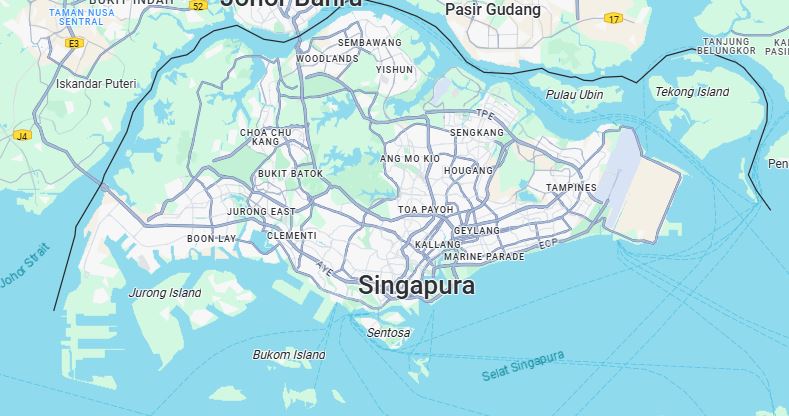 TAMAN NUSA
SENTRAL
BUKIT INDAH
52
Johor Bahru
Pasir Gudang
17
E3
SEMBAWANG
WOODLANDS
YISHUN
TANJUNG
BELUNGKOR
Iskandar Puteri
Pulau Ubin
Tekong Island
J4
TPE
CHOA CHU
KANG
SENGKANG
ANG MO KIO
HOUGANG
BUKIT BATOK
TAMPINES
JURONG EAST
TOA PAYOH
BOON LAY
CLEMENTI
GEYLANG
KALLANG
ECP
MARINE PARADE
Johor Strait
AYE
Singapura
Jurong Island
Sentosa
Bukom Island
Selat Singapura